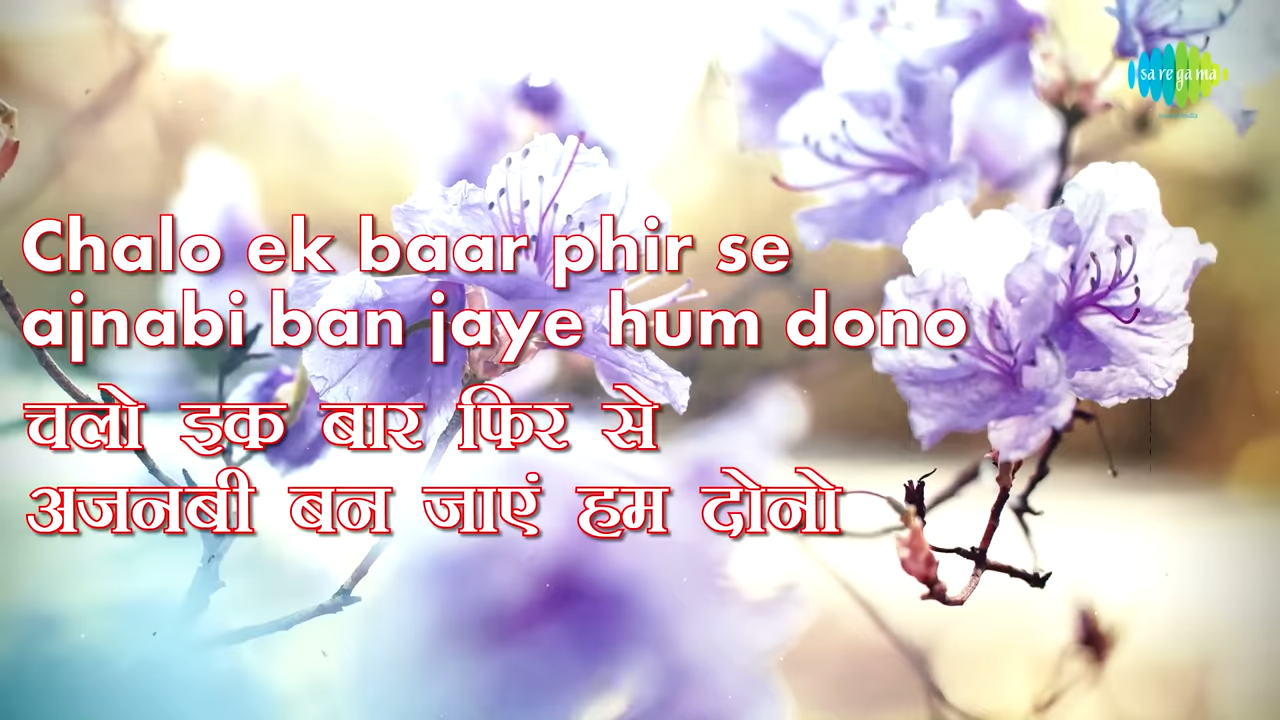 sa re ga ma
Chalo ek baar phir se
ajnabi ban jaye hum dono
चलो इक बार फिर से
अजनबी बन जाएं हम दोनो